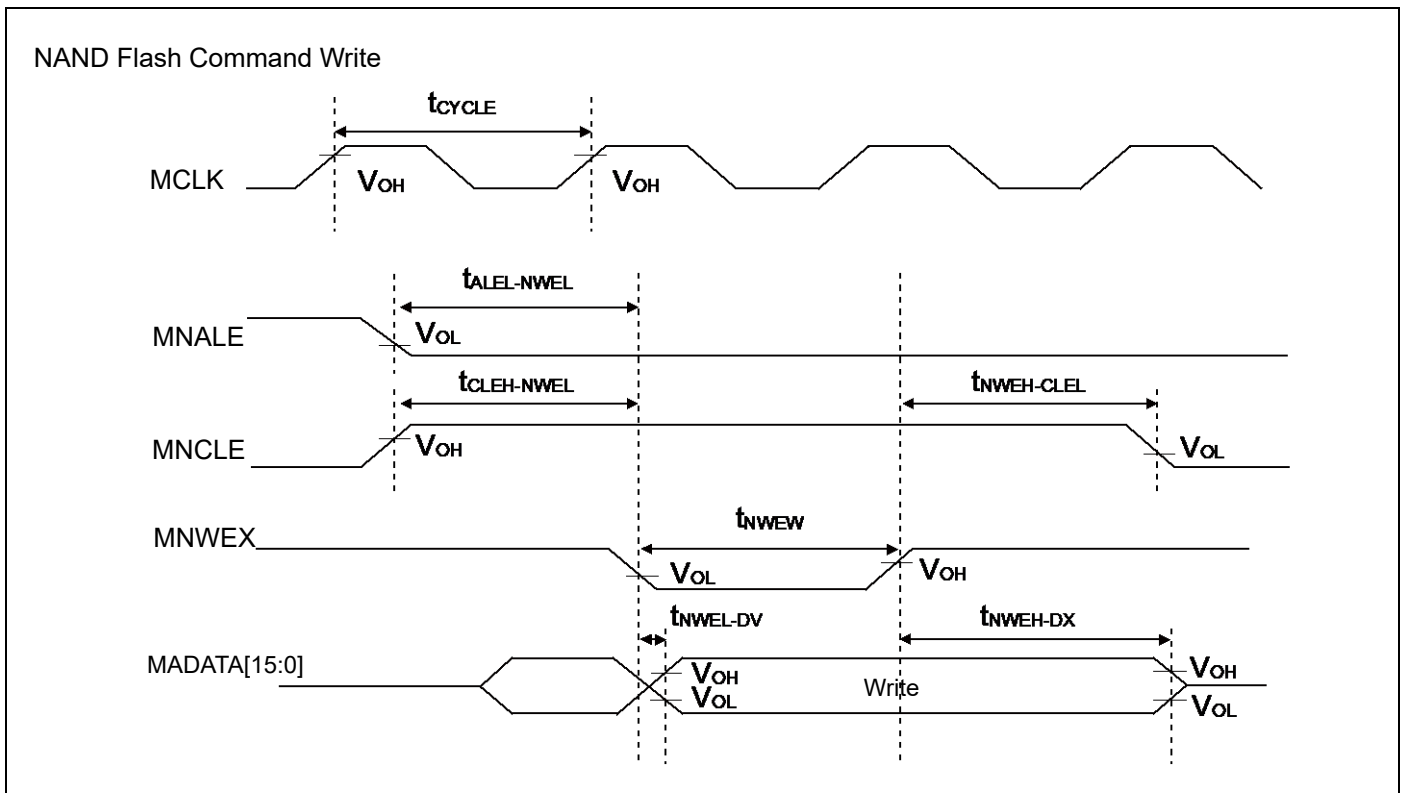 NAND Flash Command Write
tCYCLE
MCLK
VOH
VOH
tALEL-NWEL
MNALE
VOL
tCLEH-NWEL
tNWEH-CLEL
MNCLE
VOH
VOL
tNWEW
MNWEX
VOL
VOH
tNWEL-DV
tNWEH-DX
MADATA[15:0]
VOH
VOL
Write
VOH
VOL